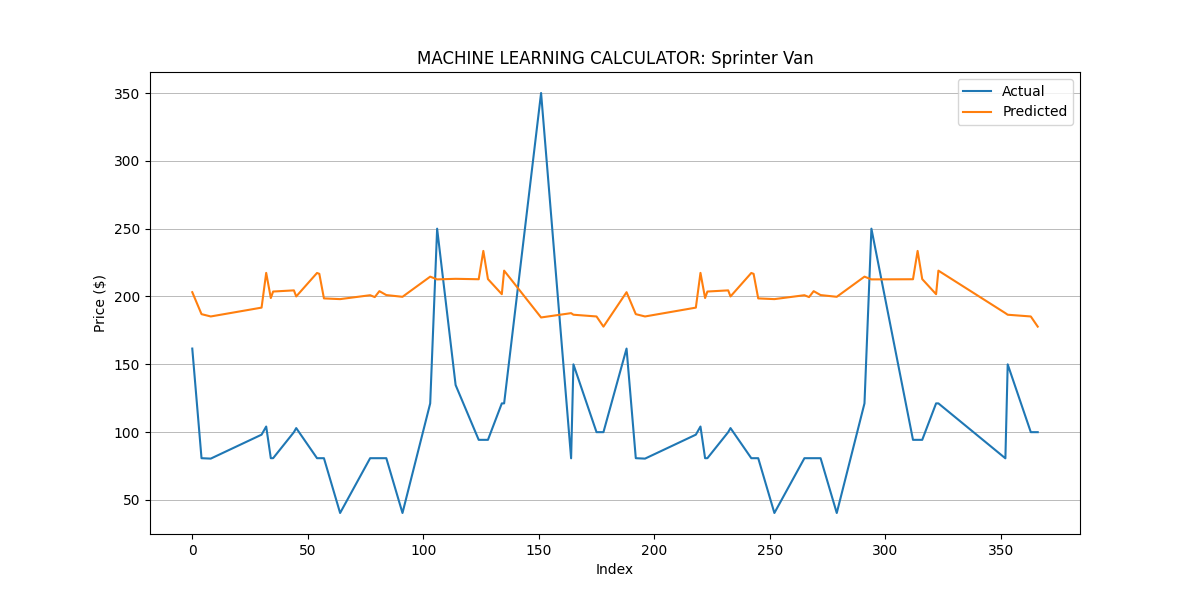 MACHINE LEARNING CALCULATOR: Sprinter Van
Actual
Predicted
Price ($)
350
300
250
200
150
100
50
0 50 100 150 200 250 300 350
Index